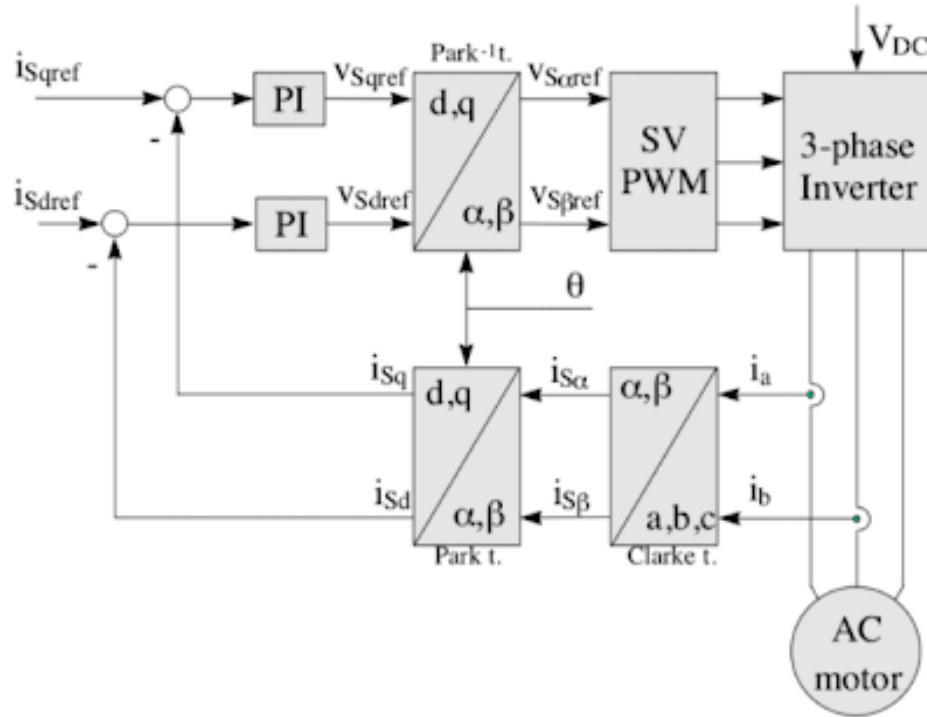 Park⁻¹ t.
V_DC
i_Sqref
PI
v_Sqref
d,q
α,β
v_Sαref
SV
PWM
3-phase
Inverter
i_Sdref
PI
v_Sdref
v_Sβref
-
-
θ
i_Sq
d,q
α,β
i_Sα
α,β
a,b,c
i_a
i_Sd
i_Sβ
i_b
Park t.
Clarke t.
AC
motor